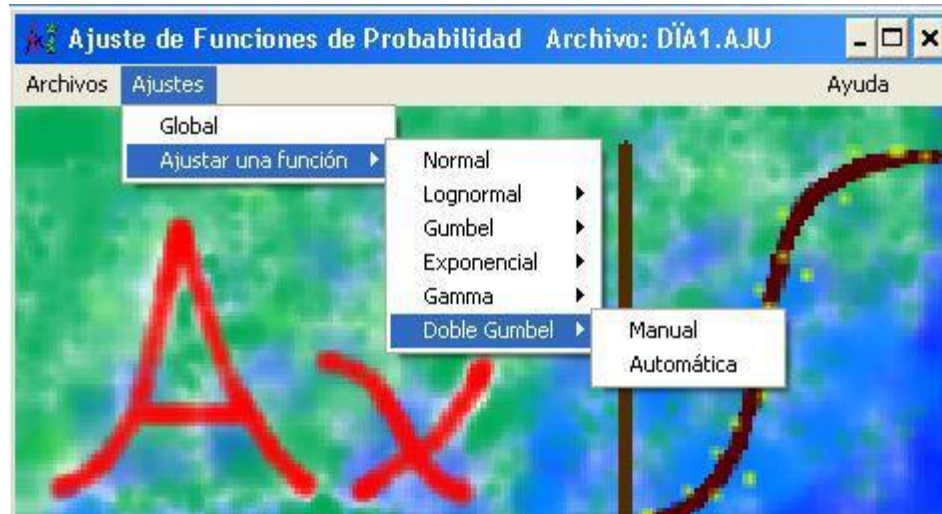 Ajuste de Funciones de Probabilidad Archivo: DÏA1.AJU
Archivos Ajustes Ayuda
Global
Ajustar una función
Normal
Lognormal
Gumbel
Exponencial
Gamma
Doble Gumbel
Manual
Automática
Ax